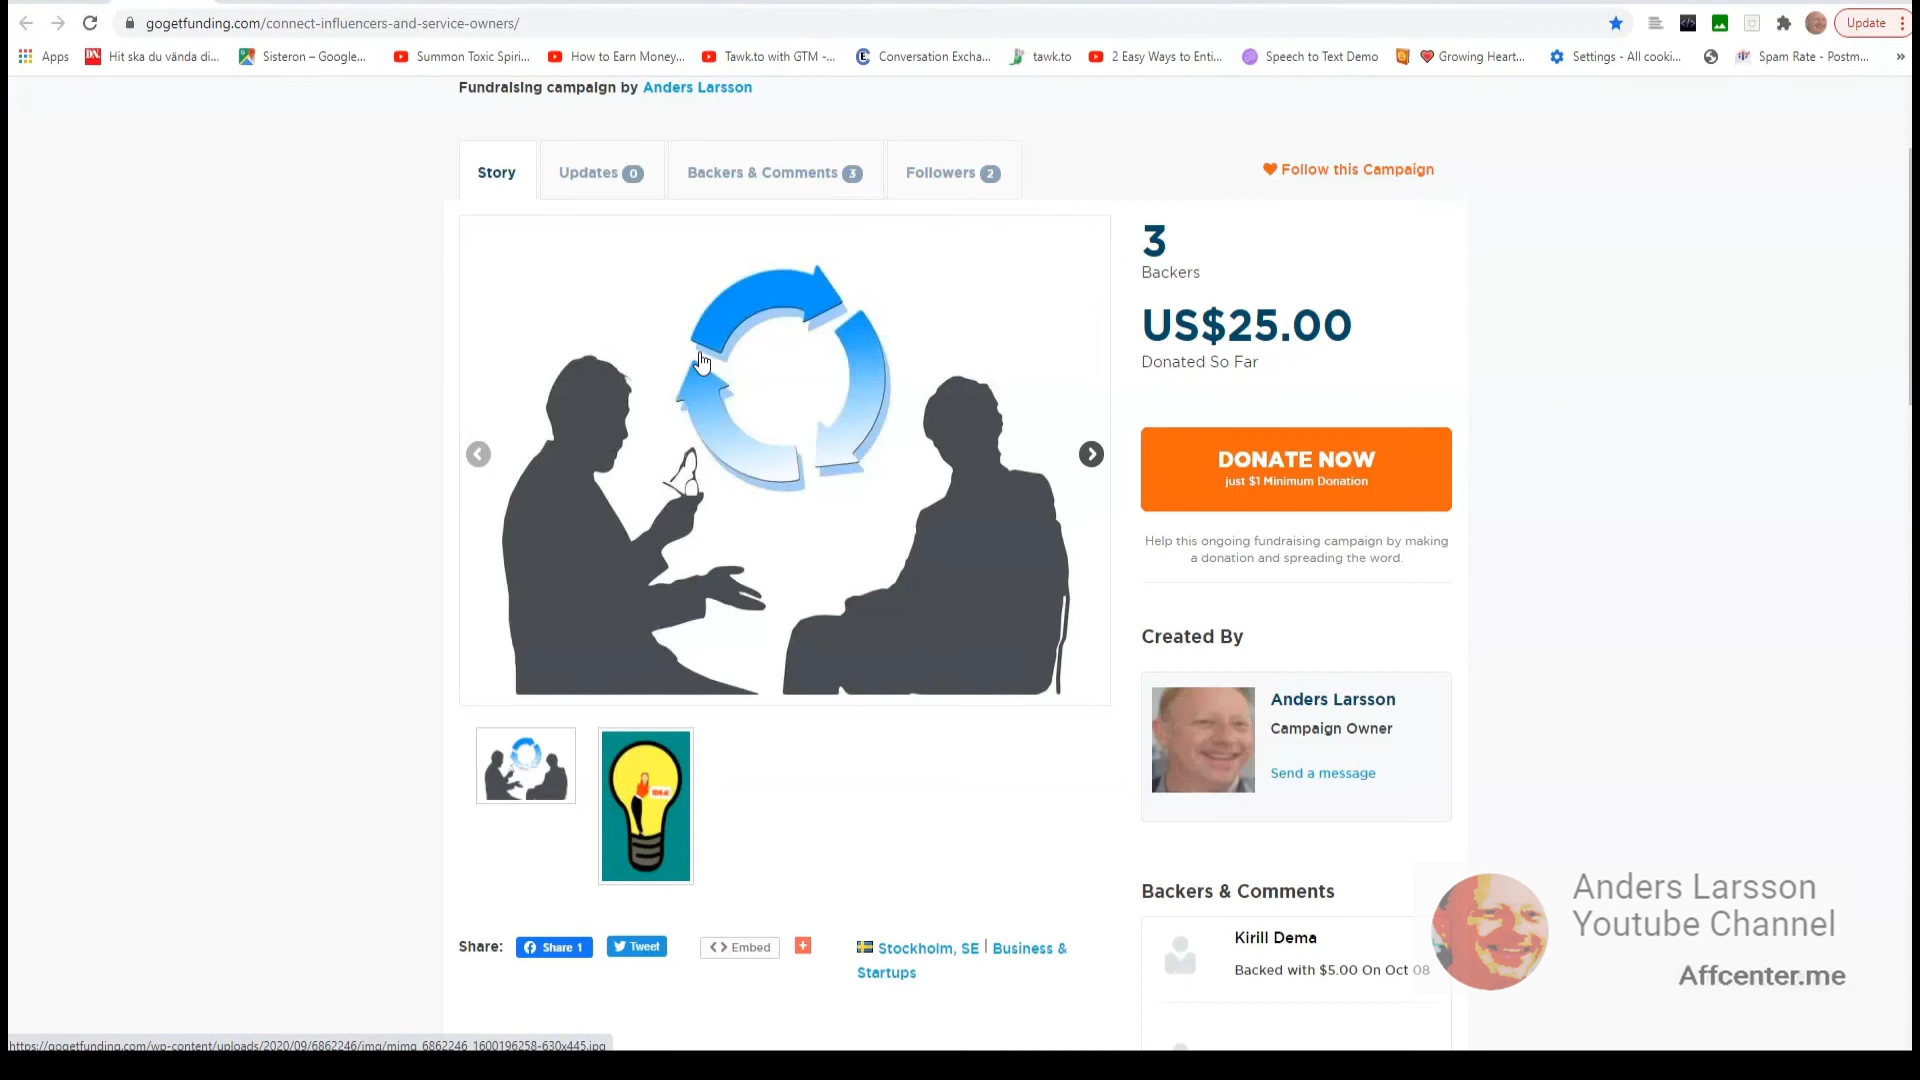 gogetfunding.com/connect-influencers-and-service-owners/
Update
Apps
Hit ska du vända di...
Sisteron – Google...
Summon Toxic Spiri...
How to Earn Money...
Tawk.to with GTM -...
Conversation Excha...
tawk.to
2 Easy Ways to Enti...
Speech to Text Demo
Growing Heart...
Settings - All cooki...
Spam Rate - Postm...
»
Fundraising campaign by Anders Larsson
Story
Updates 0
Backers & Comments 3
Followers 2
Follow this Campaign
3
Backers
US$25.00
Donated So Far
DONATE NOW
just $1 Minimum Donation
Help this ongoing fundraising campaign by making
a donation and spreading the word.
Created By
Anders Larsson
Campaign Owner
Send a message
IDEA
Backers & Comments
Kirill Dema
Backed with $5.00 On Oct 08
Share:
Share 1
Tweet
Embed
Stockholm, SE | Business &
Startups
Anders Larsson
Youtube Channel
Affcenter.me
https://gogetfunding.com/wp-content/uploads/2020/09/6862246/img/mimg_6862246_1600196258-630x445.jpg